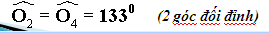 Ô₂ = Ô₄ = 133⁰ (2 góc đối đỉnh)